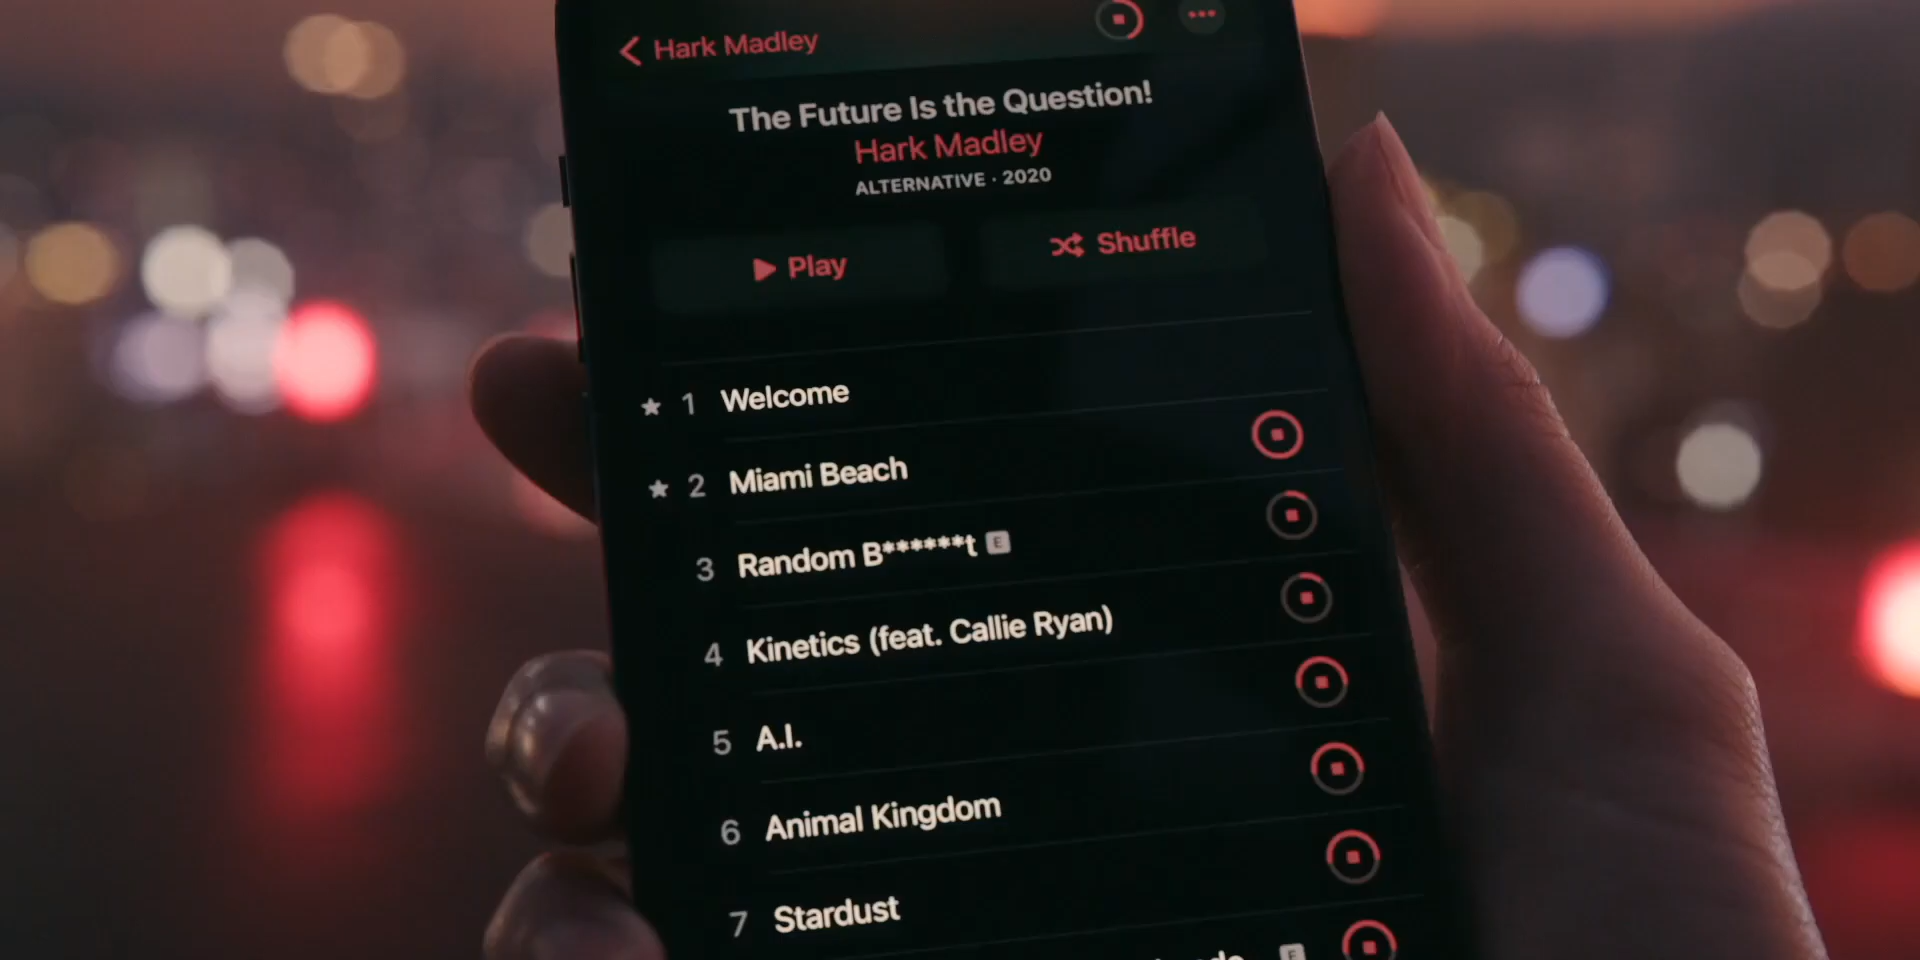 Hark Madley
The Future Is the Question!
Hark Madley
ALTERNATIVE · 2020
Play
Shuffle
1 Welcome
2 Miami Beach
3 Random B******t E
4 Kinetics (feat. Callie Ryan)
5 A.I.
6 Animal Kingdom
7 Stardust
E